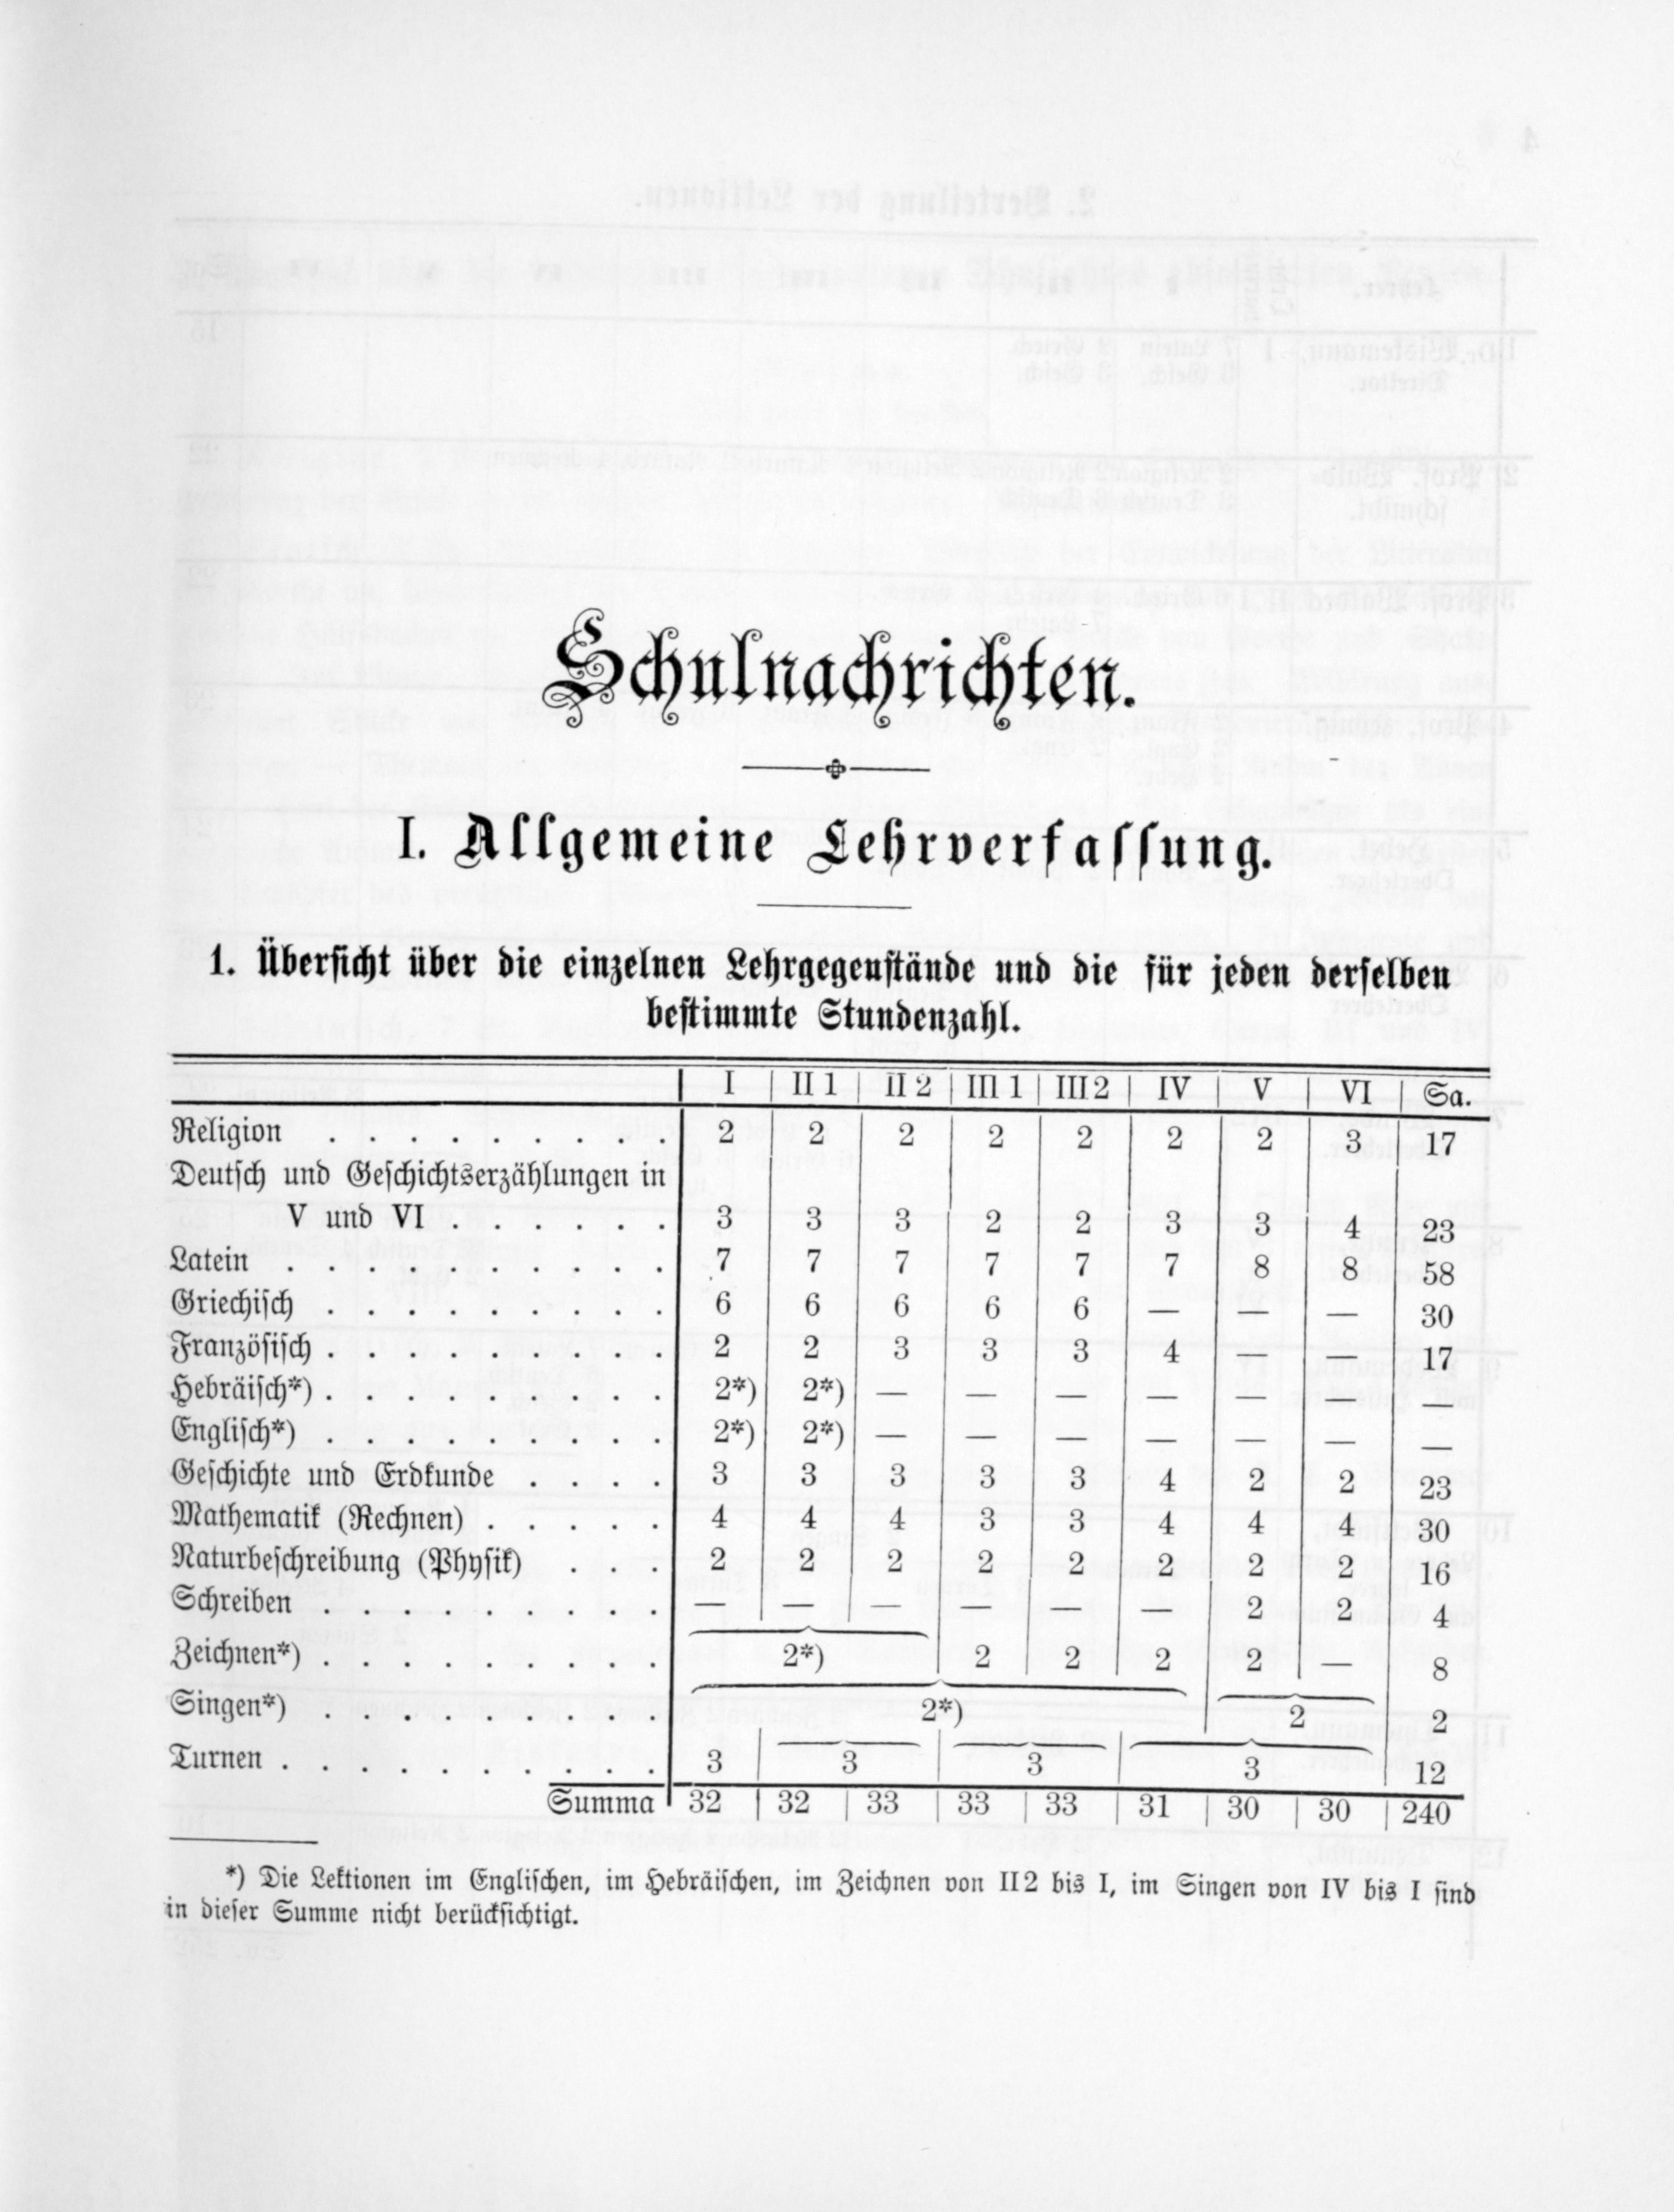 Schulnachrichten.
I. Allgemeine Lehrverfassung.
1. Übersicht über die einzelnen Lehrgegenstände und die für jeden derselben
bestimmte Stundenzahl.
I | II 1 | II 2 | III 1 | III 2 | IV | V | VI | Sa.
Religion . . . . . . . . . 2 2 2 2 2 2 2 3 17
Deutsch und Geschichtserzählungen in
V und VI . . . . . . 3 3 3 2 2 3 3 4 23
Latein . . . . . . . . . . 7 7 7 7 7 7 8 8 58
Griechisch . . . . . . . . . 6 6 6 6 6 — — — 30
Französisch . . . . . . . . . 2 2 3 3 3 4 — — 17
Hebräisch*) . . . . . . . . . 2*) 2*) — — — — — — —
Englisch*) . . . . . . . . . 2*) 2*) — — — — — — —
Geschichte und Erdkunde . . . . 3 3 3 3 3 4 2 2 23
Mathematik (Rechnen) . . . . . 4 4 4 3 3 4 4 4 30
Naturbeschreibung (Physik) . . . 2 2 2 2 2 2 2 2 16
Schreiben . . . . . . . . . — — — — — — 2 2 4
Zeichnen*) . . . . . . . . . 2*) 2 2 2 2 — 8
Singen*) . . . . . . . . . 2*) 2 2
Turnen . . . . . . . . . . 3 3 3 3 12
Summa 32 | 32 | 33 | 33 | 33 | 31 | 30 | 30 | 240
*) Die Lektionen im Englischen, im Hebräischen, im Zeichnen von II 2 bis I, im Singen von IV bis I sind
in dieser Summe nicht berücksichtigt.